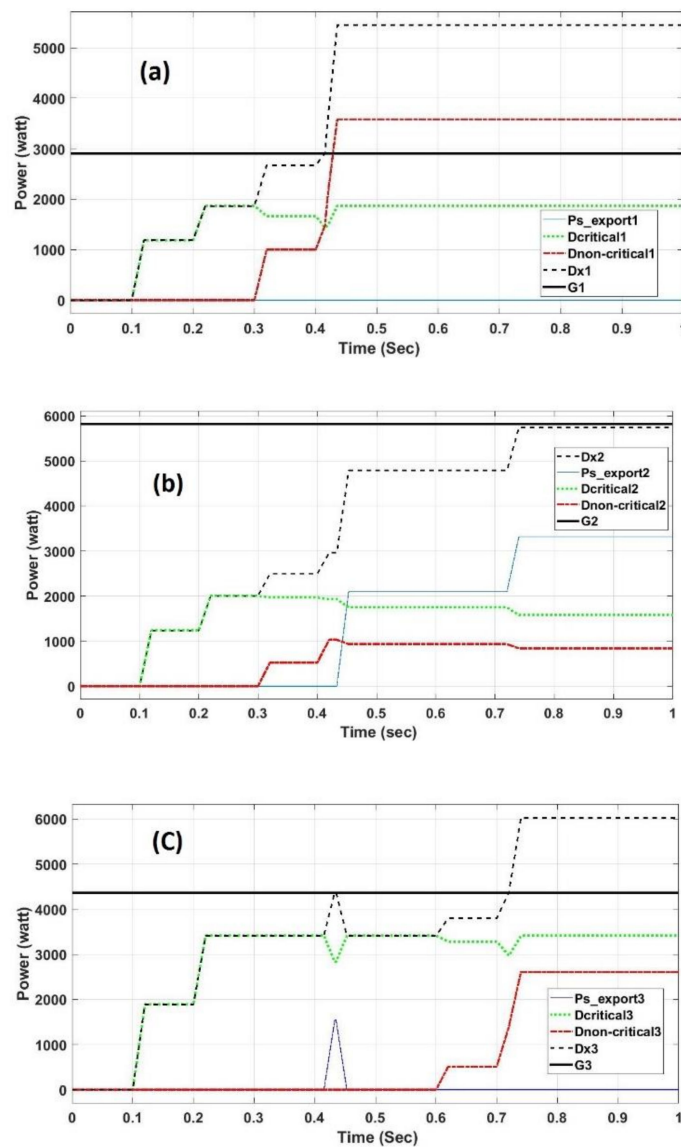 (a)
5000
4000
3000
2000
1000
0
Power (watt)
Ps_export1
Dcritical1
Dnon-critical1
Dx1
G1
0 0.1 0.2 0.3 0.4 0.5 0.6 0.7 0.8 0.9 1
Time (Sec)
(b)
6000
5000
4000
3000
2000
1000
0
Power (watt)
Dx2
Ps_export2
Dcritical2
Dnon-critical2
G2
0 0.1 0.2 0.3 0.4 0.5 0.6 0.7 0.8 0.9 1
Time (sec)
(C)
6000
5000
4000
3000
2000
1000
0
Power (watt)
Ps_export3
Dcritical3
Dnon-critical3
Dx3
G3
0 0.1 0.2 0.3 0.4 0.5 0.6 0.7 0.8 0.9 1
Time (Sec)